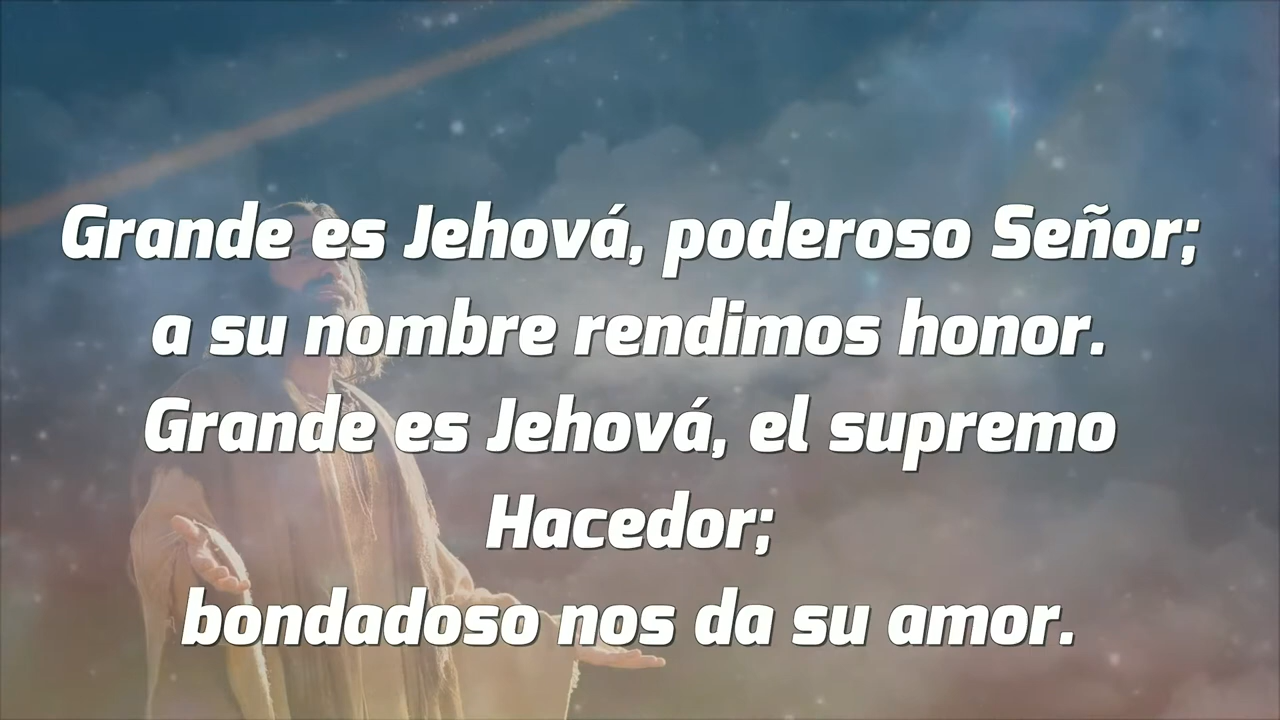 Grande es Jehová, poderoso Señor;
a su nombre rendimos honor.
Grande es Jehová, el supremo
Hacedor;
bondadoso nos da su amor.